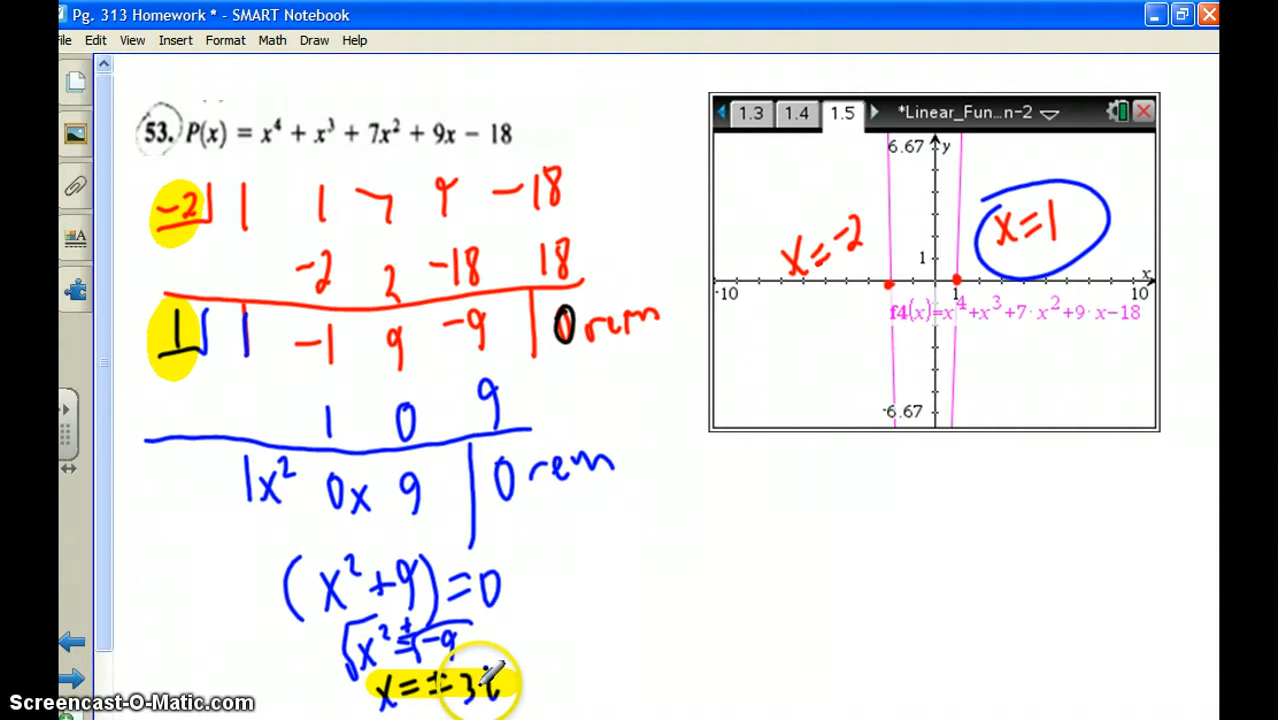 Pg. 313 Homework * - SMART Notebook
File Edit View Insert Format Math Draw Help
53. P(x) = x⁴ + x³ + 7x² + 9x − 18
-2 1 1 7 9 -18
-2 2 -18 18
1 1 -1 9 -9 0 rem
1 0 9
1x² 0x 9 0 rem
(x²+9)=0
√x² ±√-9
x=±3i
1.3 1.4 1.5 *Linear_Fun...n-2
6.67 y
x=-2
x=1
1
x
-10 1 10
f4(x)=x⁴+x³+7·x²+9·x-18
-6.67
Screencast-O-Matic.com